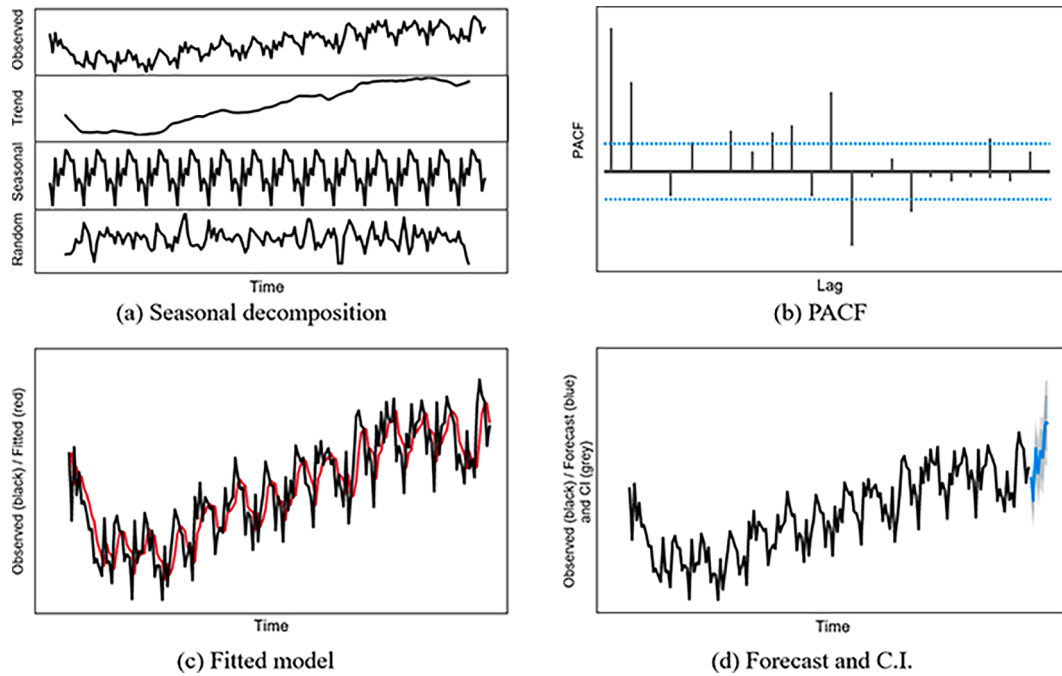 Observed
Trend
Seasonal
Random
Time
(a) Seasonal decomposition
PACF
Lag
(b) PACF
Observed (black) / Fitted (red)
Time
(c) Fitted model
Observed (black) / Forecast (blue)
and CI (grey)
Time
(d) Forecast and C.I.